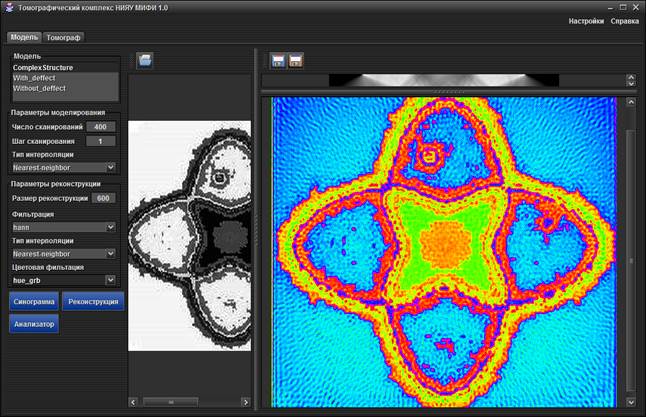 Томографический комплекс НИЯУ МИФИ 1.0
Настройки Справка
Модель Томограф
Модель
ComplexStructure
With_deffect
Without_deffect
Параметры моделирования
Число сканирований 400
Шаг сканирования 1
Тип интерполяции
Nearest-neighbor
Параметры реконструкции
Размер реконструкции 600
Фильтрация
hann
Тип интерполяции
Nearest-neighbor
Цветовая фильтация
hue_grb
Синограмма Реконструкция
Анализатор